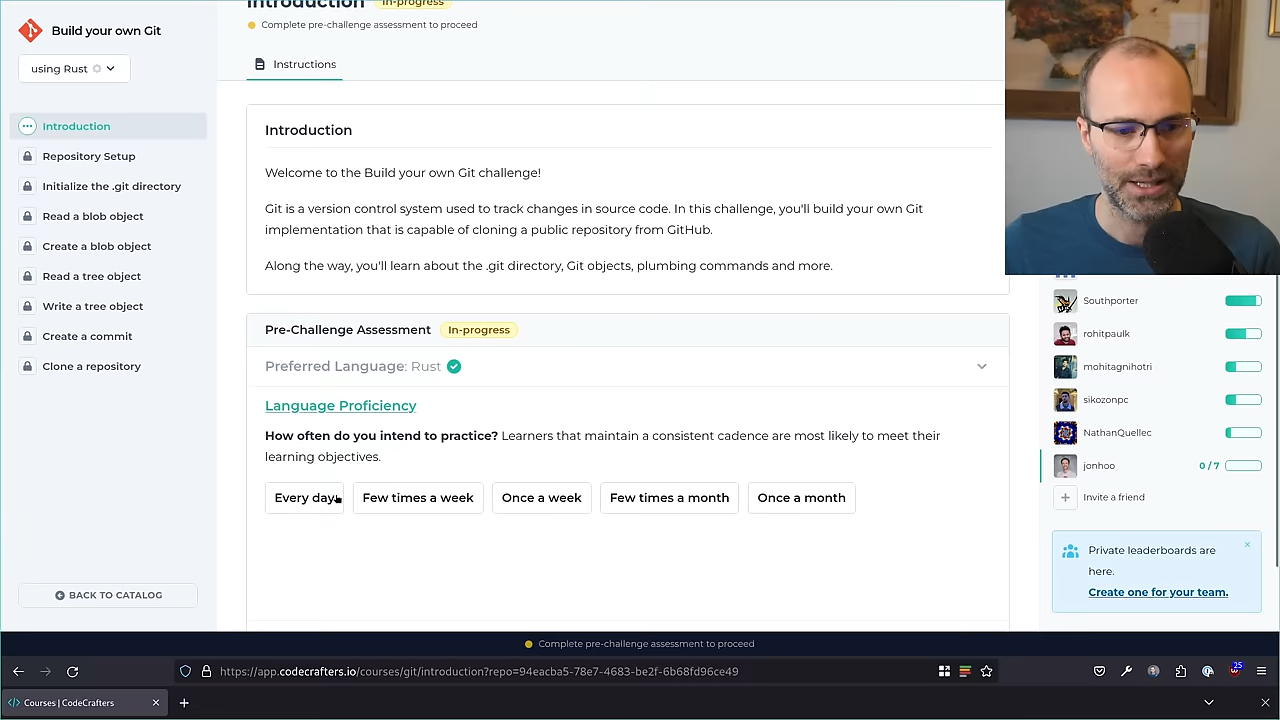 Build your own Git
using Rust
Introduction
Repository Setup
Initialize the .git directory
Read a blob object
Create a blob object
Read a tree object
Write a tree object
Create a commit
Clone a repository
BACK TO CATALOG
Introduction
In-progress
Complete pre-challenge assessment to proceed
Instructions
Introduction
Welcome to the Build your own Git challenge!
Git is a version control system used to track changes in source code. In this challenge, you'll build your own Git
implementation that is capable of cloning a public repository from GitHub.
Along the way, you'll learn about the .git directory, Git objects, plumbing commands and more.
Pre-Challenge Assessment In-progress
Preferred Language: Rust
Language Proficiency
How often do you intend to practice? Learners that maintain a consistent cadence are most likely to meet their
learning objectives.
Every day Few times a week Once a week Few times a month Once a month
Southporter
rohitpaulk
mohitagnihotri
sikozonpc
NathanQuellec
jonhoo 0 / 7
Invite a friend
Private leaderboards are
here.
Create one for your team.
Complete pre-challenge assessment to proceed
https://app.codecrafters.io/courses/git/introduction?repo=94eacba5-78e7-4683-be2f-6b68fd96ce49
25
Courses | CodeCrafters